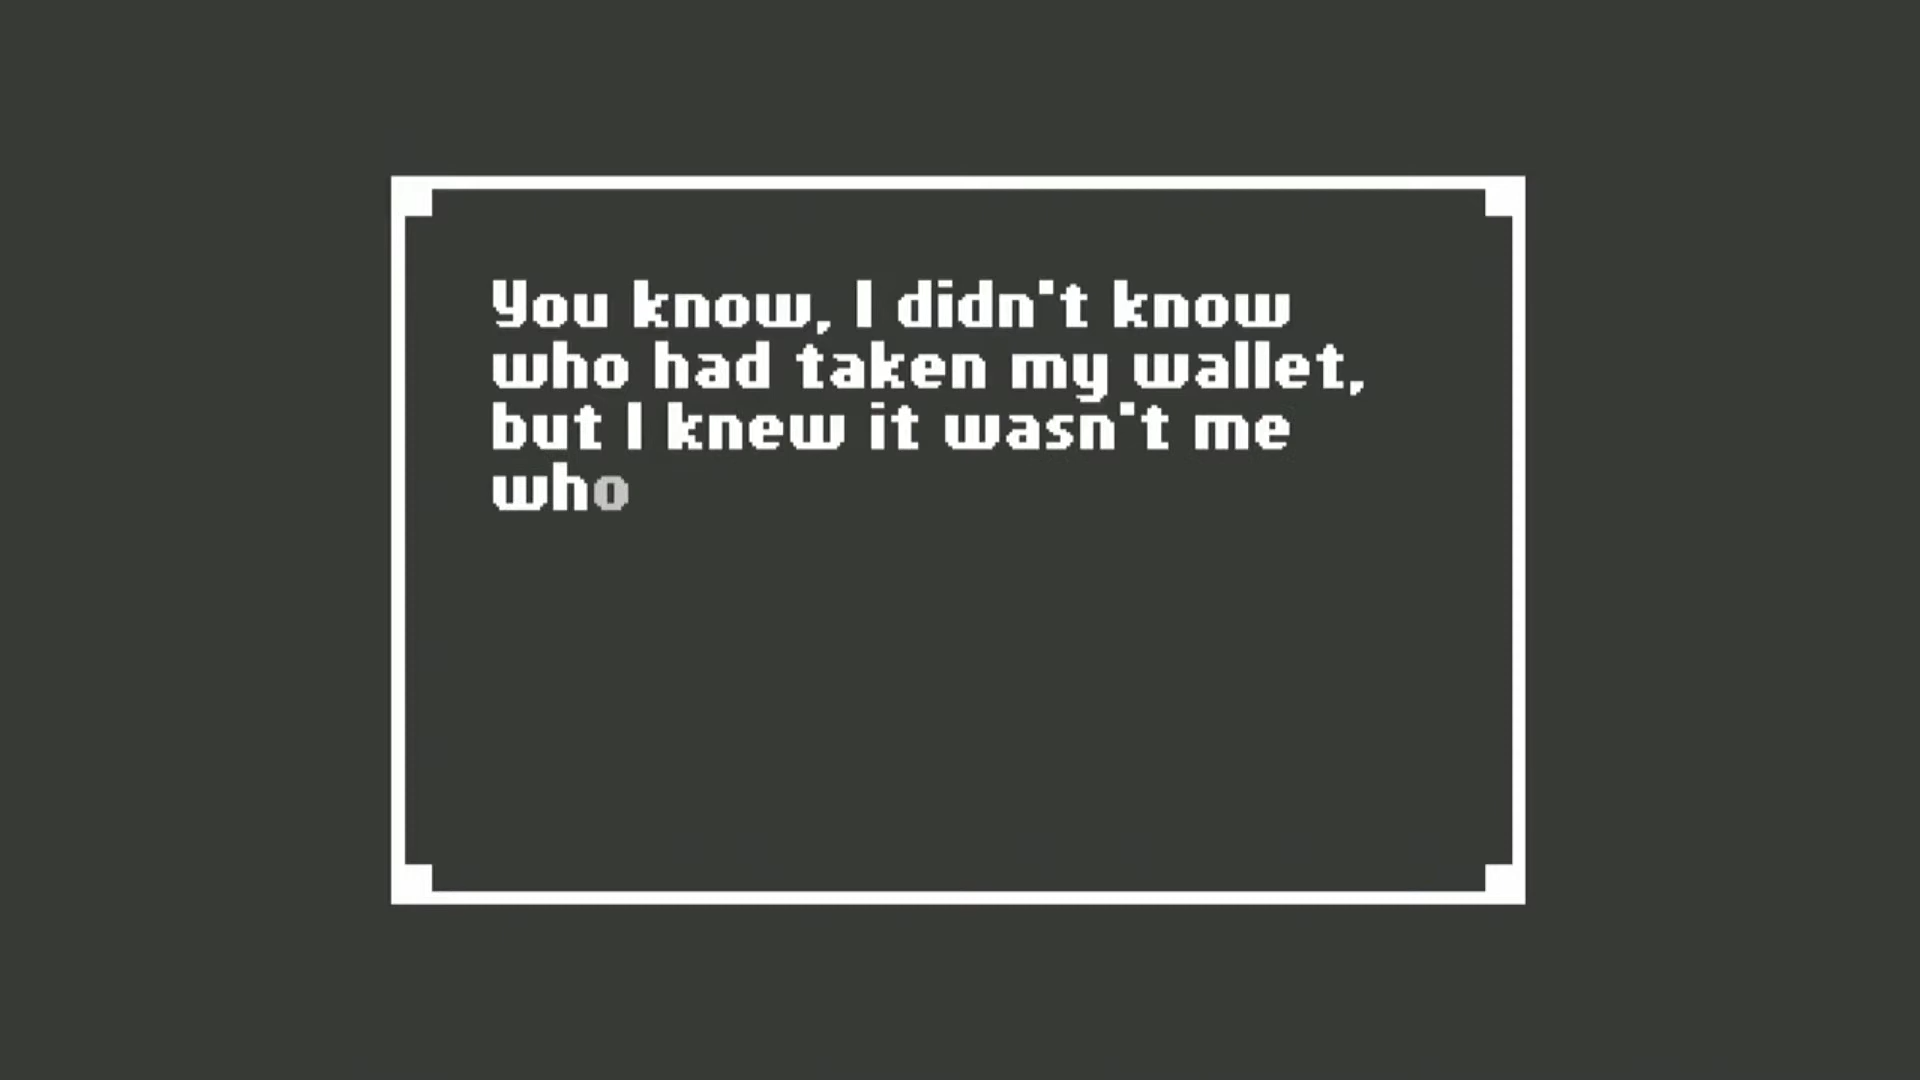 You know, I didn't know
who had taken my wallet,
but I knew it wasn't me
who